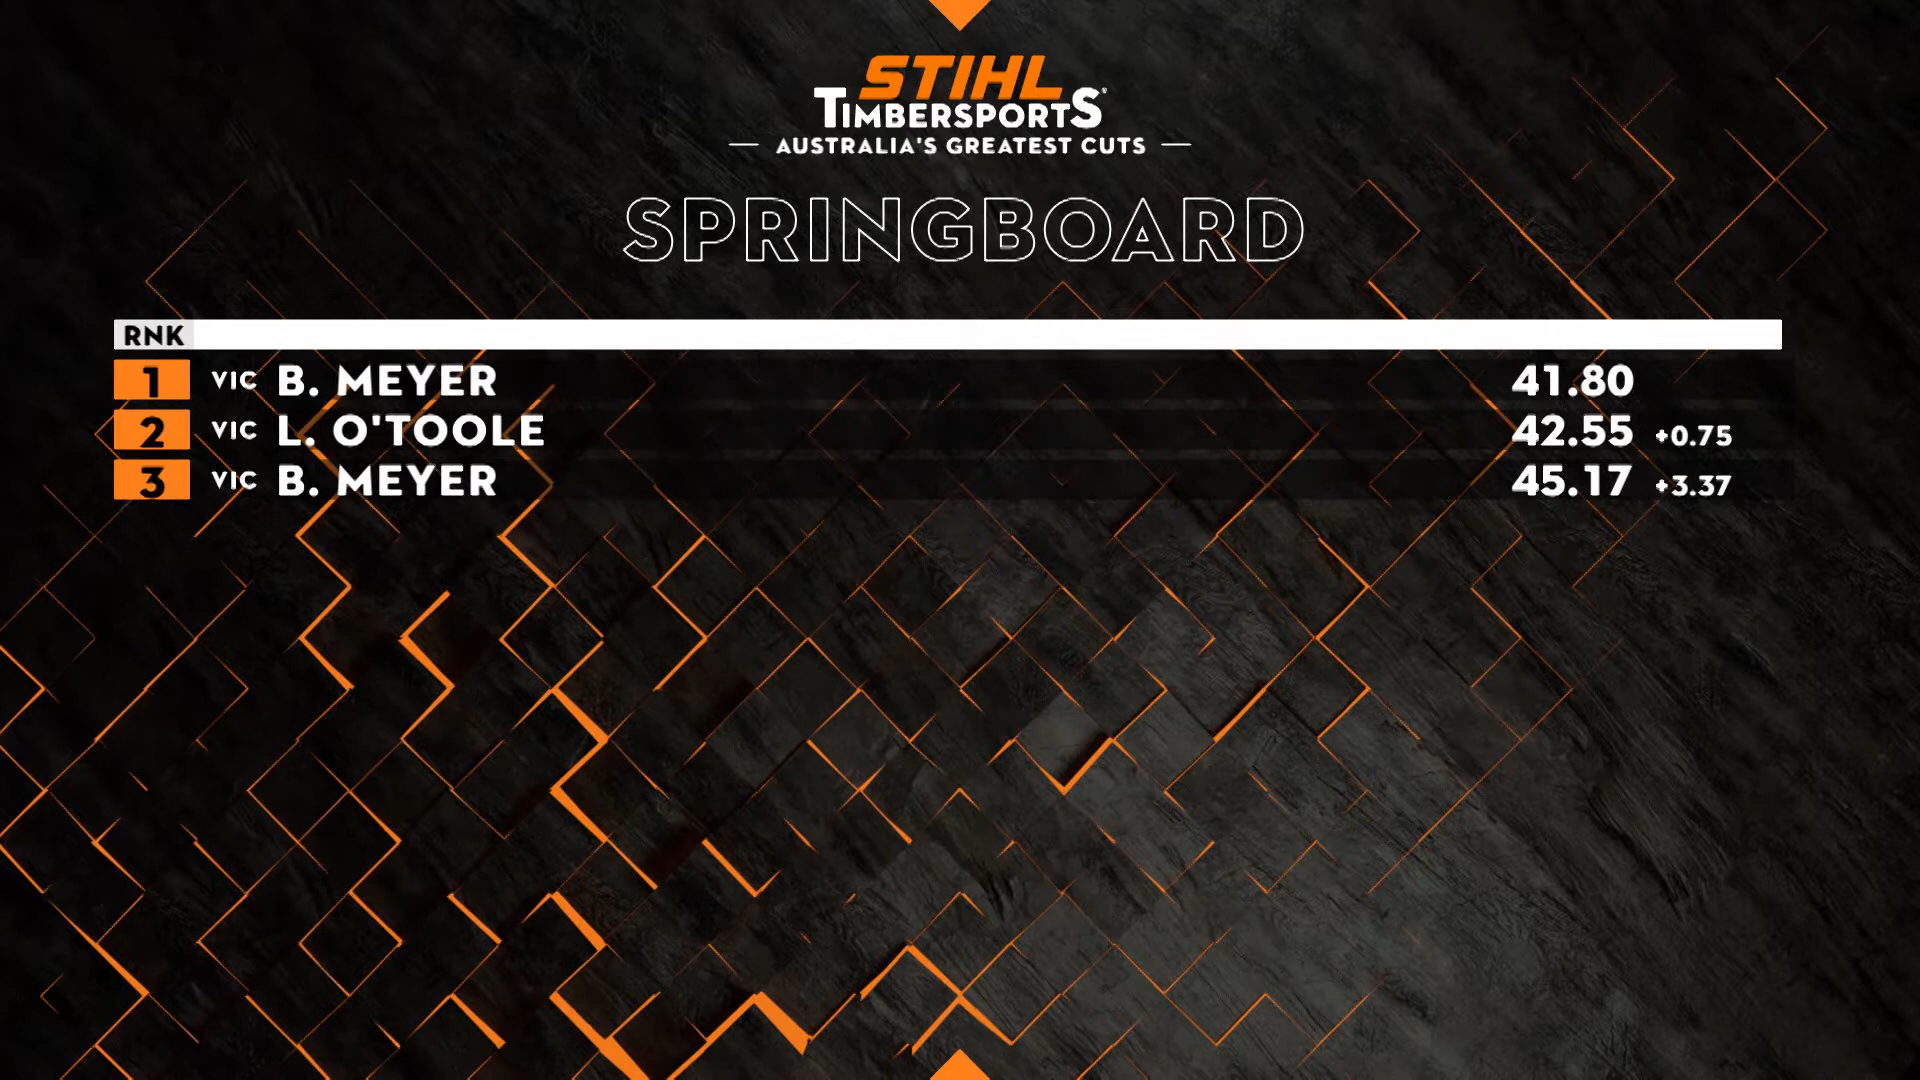 STIHL
TIMBERSPORTS®
— AUSTRALIA'S GREATEST CUTS —
SPRINGBOARD
RNK
1 VIC B. MEYER 41.80
2 VIC L. O'TOOLE 42.55 +0.75
3 VIC B. MEYER 45.17 +3.37